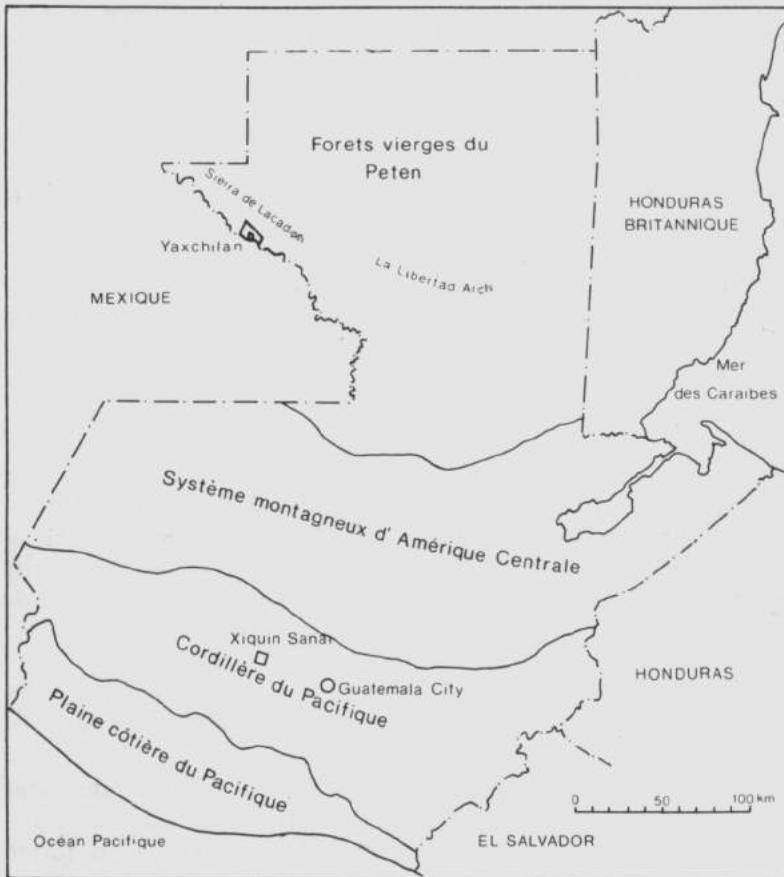 Forets vierges du
Peten
Sierra de Lacadon
HONDURAS
BRITANNIQUE
Yaxchilan
La Libertad Arch
MEXIQUE
Mer
des Caraïbes
Système montagneux d' Amérique Centrale
Xiquin Sanaï
Cordillère du Pacifique
Guatemala City
HONDURAS
Plaine côtière du Pacifique
0 50 100 km
Océan Pacifique
EL SALVADOR